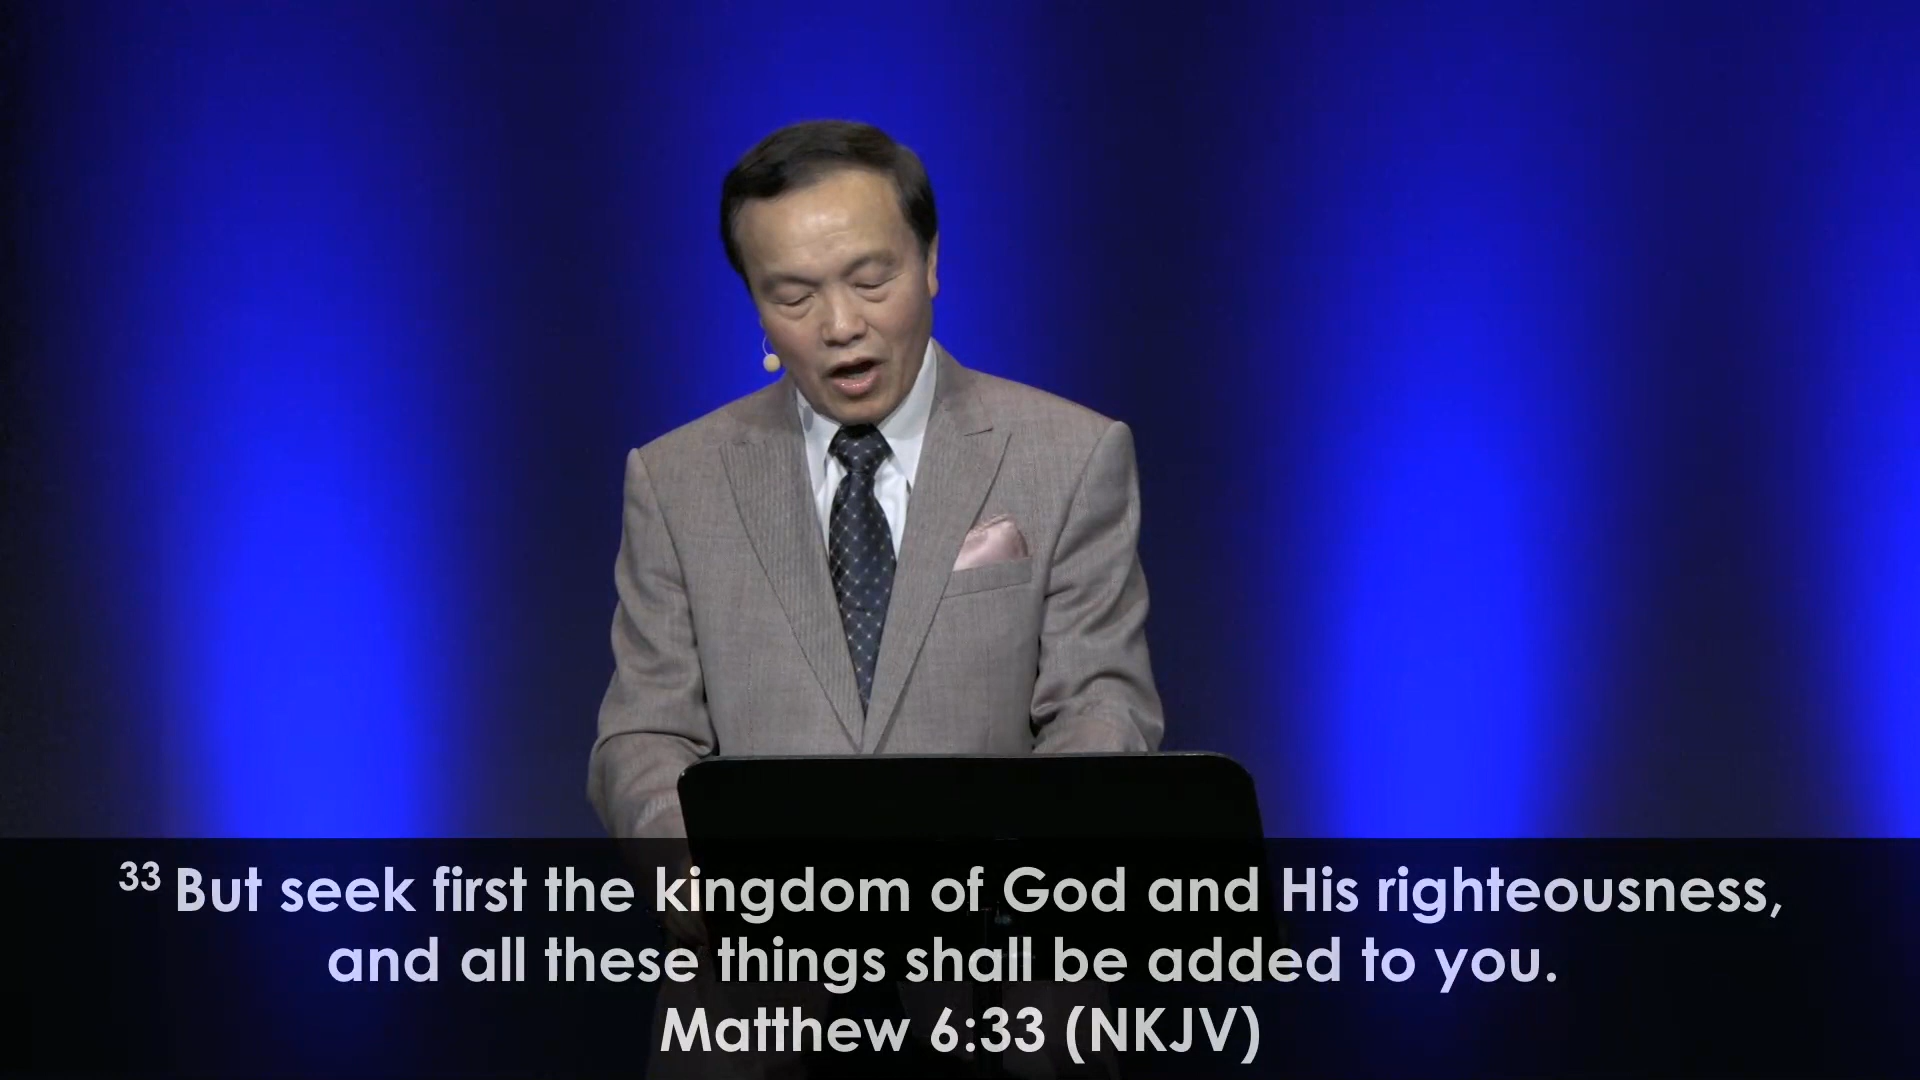 33 But seek first the kingdom of God and His righteousness,
and all these things shall be added to you.
Matthew 6:33 (NKJV)